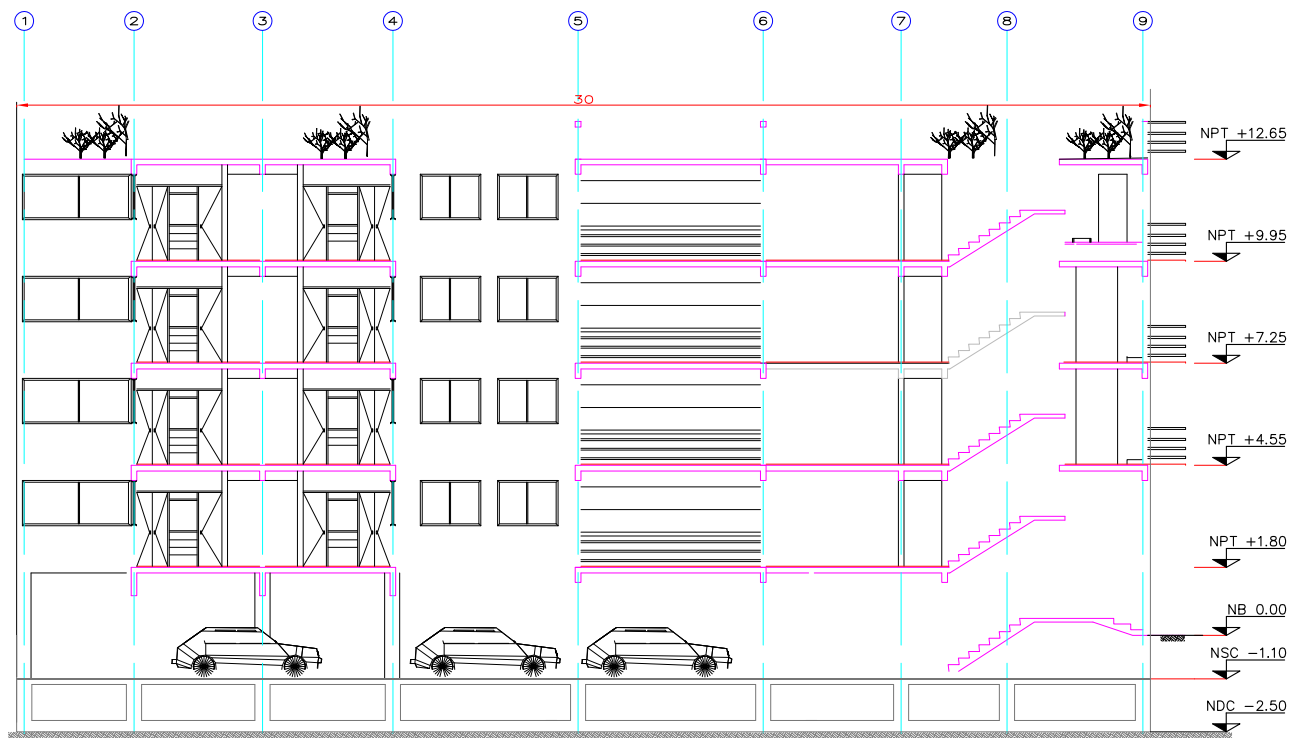 1 2 3 4 5 6 7 8 9
30
NPT +12.65
NPT +9.95
NPT +7.25
NPT +4.55
NPT +1.80
NB 0.00
NSC -1.10
NDC -2.50